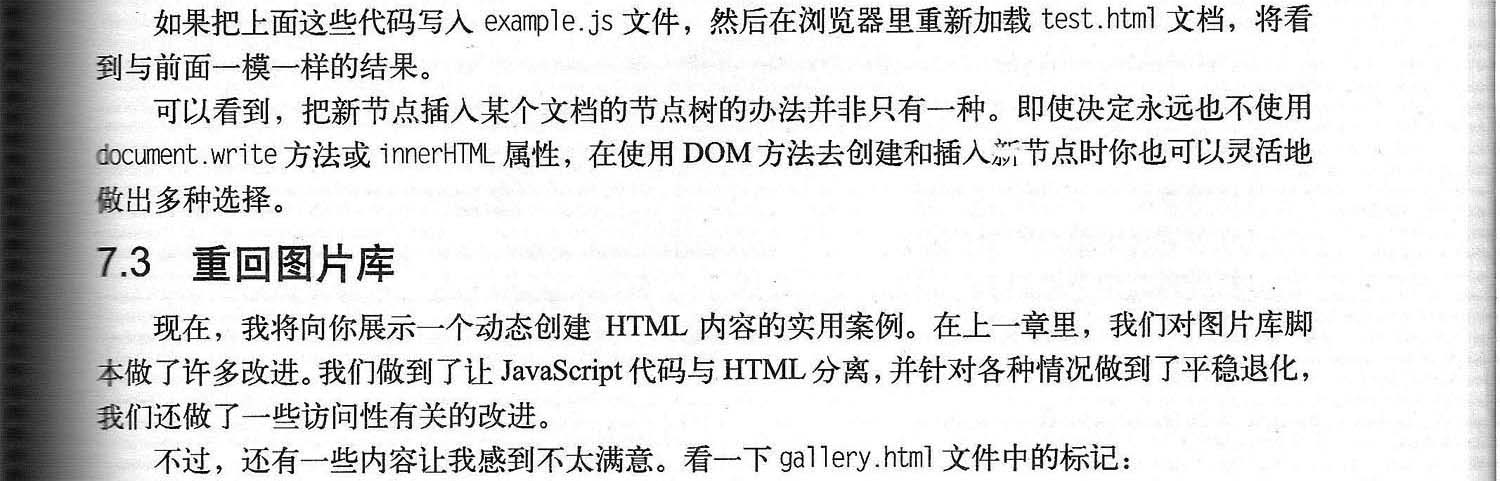 如果把上面这些代码写入 example.js 文件，然后在浏览器里重新加载 test.html 文档，将看
到与前面一模一样的结果。
可以看到，把新节点插入某个文档的节点树的办法并非只有一种。即使决定永远也不使用
document.write 方法或 innerHTML 属性，在使用 DOM 方法去创建和插入新节点时你也可以灵活地
做出多种选择。
7.3 重回图片库
现在，我将向你展示一个动态创建 HTML 内容的实用案例。在上一章里，我们对图片库脚
本做了许多改进。我们做到了让 JavaScript 代码与 HTML 分离，并针对各种情况做到了平稳退化，
我们还做了一些访问性有关的改进。
不过，还有一些内容让我感到不太满意。看一下 gallery.html 文件中的标记：